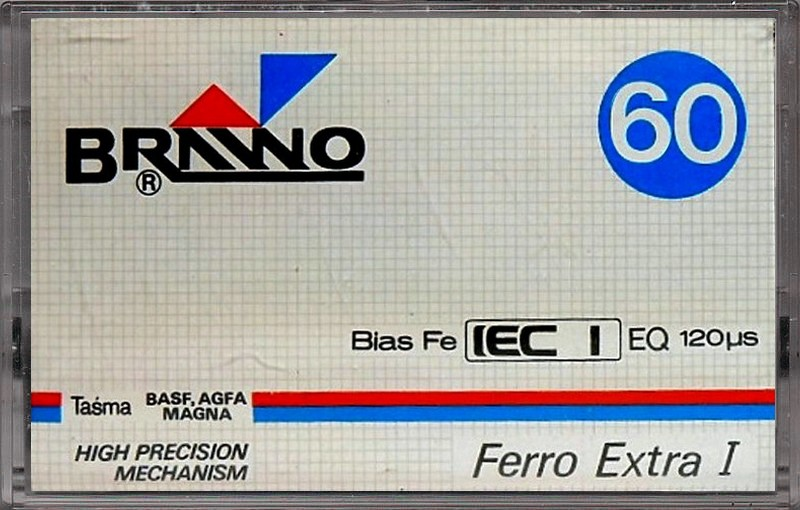 BRAWO
®
60
Bias Fe IEC I EQ 120µs
Taśma BASF, AGFA
MAGNA
HIGH PRECISION
MECHANISM
Ferro Extra I